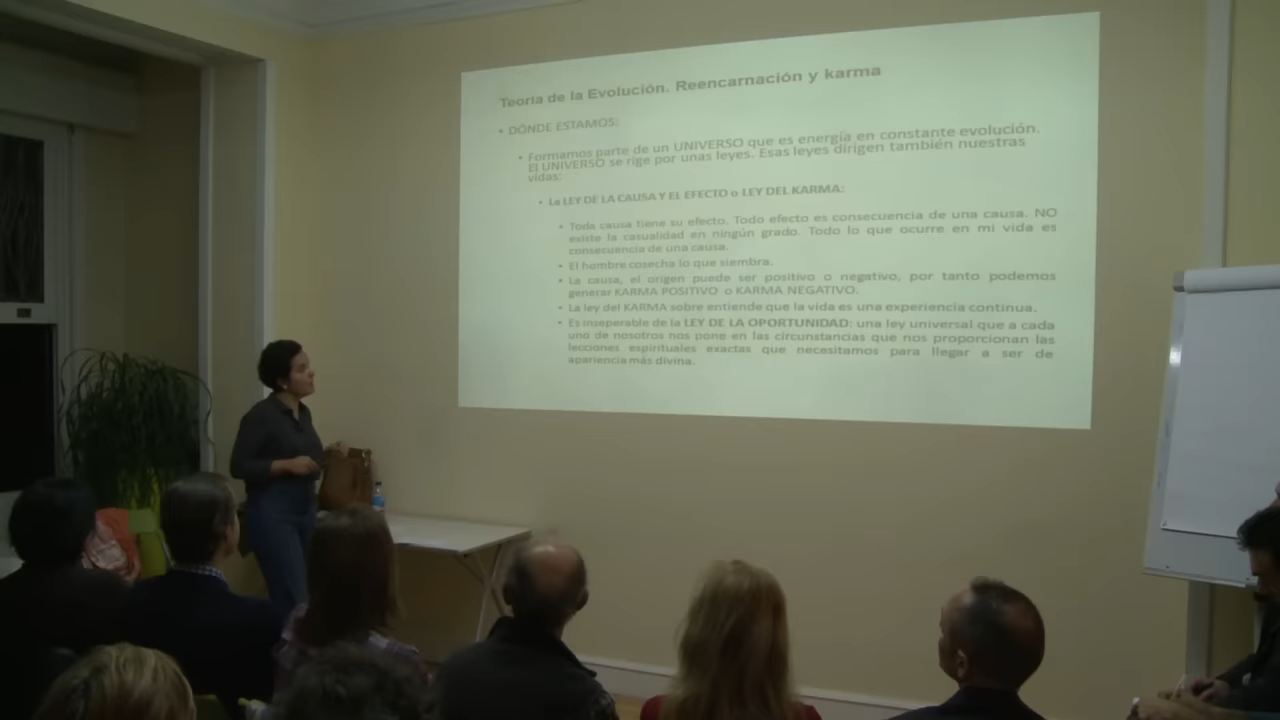 Teoría de la Evolución. Reencarnación y karma
• DÓNDE ESTAMOS:
• Formamos parte de un UNIVERSO que es energía en constante evolución.
El UNIVERSO se rige por unas leyes. Esas leyes dirigen también nuestras
vidas:
• La LEY DE LA CAUSA Y EL EFECTO o LEY DEL KARMA:
• Toda causa tiene su efecto. Todo efecto es consecuencia de una causa. NO
existe la casualidad en ningún grado. Todo lo que ocurre en mi vida es
consecuencia de una causa.
• El hombre cosecha lo que siembra.
• La causa, el origen puede ser positivo o negativo, por tanto podemos
generar KARMA POSITIVO o KARMA NEGATIVO.
• La ley del KARMA sobre entiende que la vida es una experiencia continua.
• Es inseperable de la LEY DE LA OPORTUNIDAD: una ley universal que a cada
uno de nosotros nos pone en las circunstancias que nos proporcionan las
lecciones espirituales exactas que necesitamos para llegar a ser de
apariencia más divina.